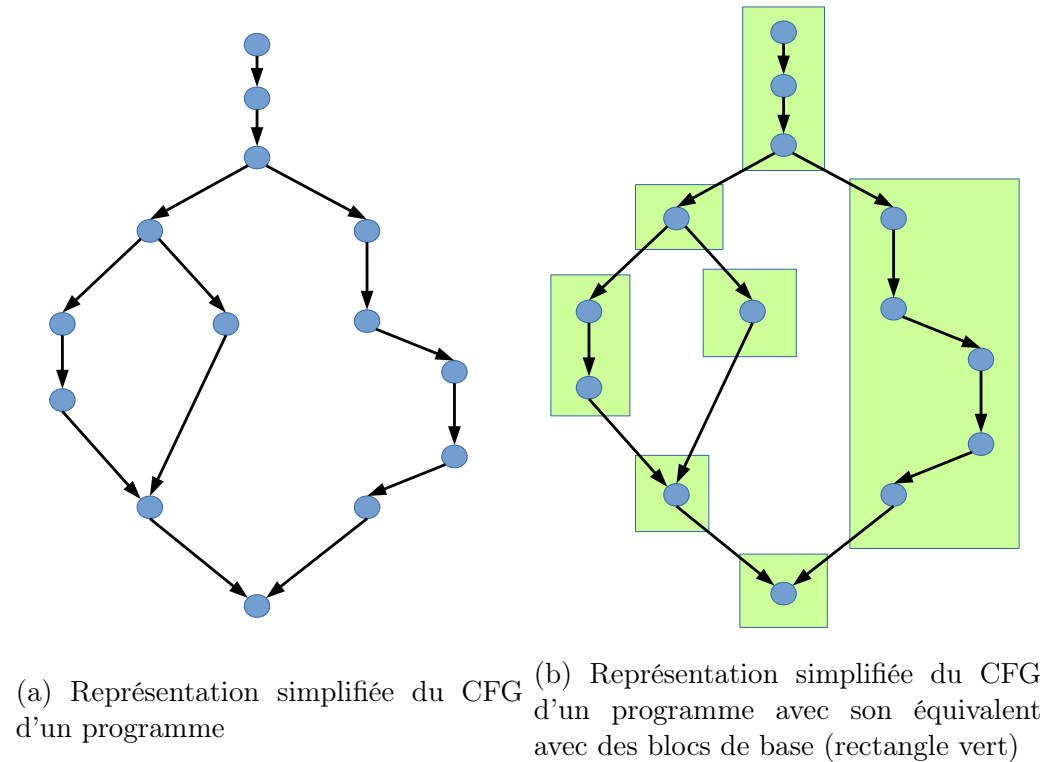 (a) Représentation simplifiée du CFG
d'un programme
(b) Représentation simplifiée du CFG
d'un programme avec son équivalent
avec des blocs de base (rectangle vert)